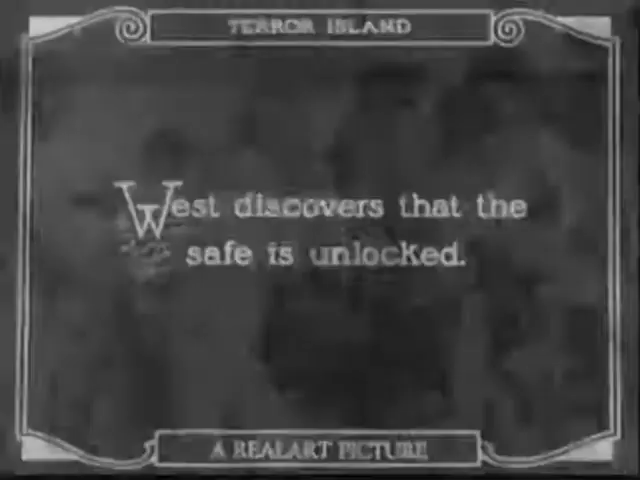 TERROR ISLAND
West discovers that the
safe is unlocked.
A REALART PICTURE